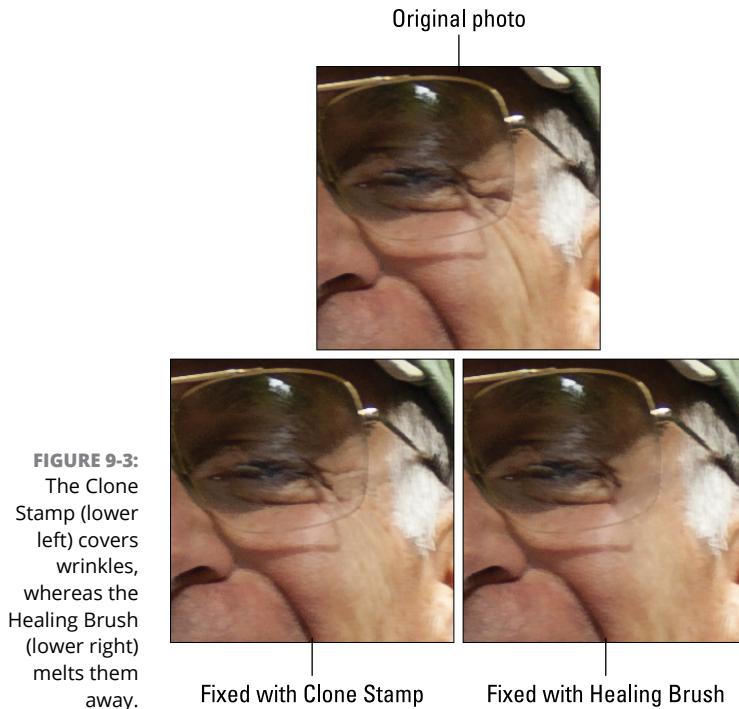 Original photo
FIGURE 9-3:
The Clone
Stamp (lower
left) covers
wrinkles,
whereas the
Healing Brush
(lower right)
melts them
away.
Fixed with Clone Stamp
Fixed with Healing Brush